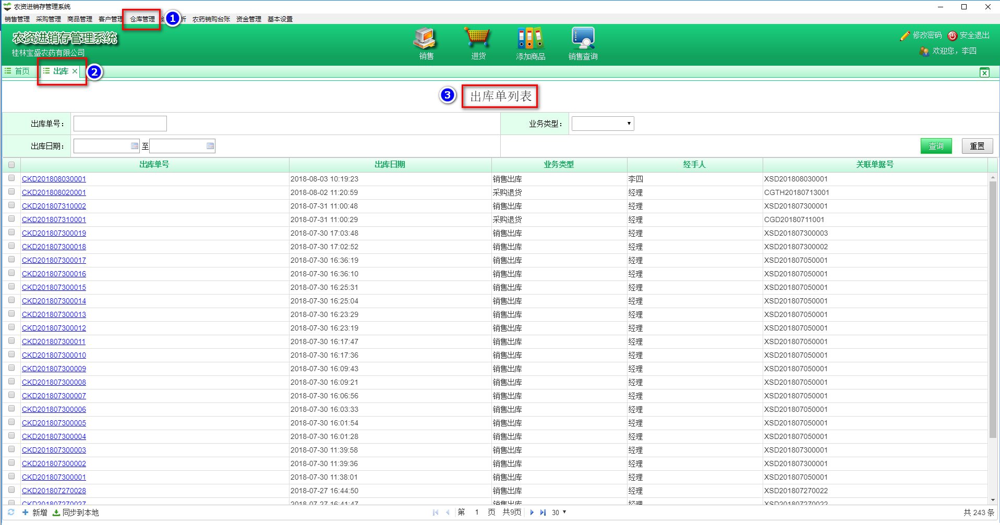 农资进销存管理系统
销售管理 采购管理 商品管理 客户管理 仓库管理 1 析 农药销购台账 资金管理 基本设置
农资进销存管理系统
桂林宝盛农药有限公司
销售 进货 添加商品 销售查询
修改密码 安全退出
欢迎您，李四
首页 出库 2
3 出库单列表
出库单号： 业务类型：
出库日期： 至 查询 重置
出库单号 出库日期 业务类型 经手人 关联单据号
CKD201808030001 2018-08-03 10:19:23 销售出库 李四 XSD201808030001
CKD201808020001 2018-08-02 11:20:59 采购退货 经理 CGTH20180713001
CKD201807310002 2018-07-31 11:00:48 销售出库 经理 XSD201807300001
CKD201807310001 2018-07-31 11:00:29 采购退货 经理 CGD20180711001
CKD201807300019 2018-07-30 17:03:48 销售出库 经理 XSD201807300003
CKD201807300018 2018-07-30 17:02:52 销售出库 经理 XSD201807300002
CKD201807300017 2018-07-30 16:36:19 销售出库 经理 XSD201807050001
CKD201807300016 2018-07-30 16:36:10 销售出库 经理 XSD201807050001
CKD201807300015 2018-07-30 16:25:31 销售出库 经理 XSD201807050001
CKD201807300014 2018-07-30 16:25:04 销售出库 经理 XSD201807050001
CKD201807300013 2018-07-30 16:23:29 销售出库 经理 XSD201807050001
CKD201807300012 2018-07-30 16:23:19 销售出库 经理 XSD201807050001
CKD201807300011 2018-07-30 16:17:47 销售出库 经理 XSD201807050001
CKD201807300010 2018-07-30 16:17:36 销售出库 经理 XSD201807050001
CKD201807300009 2018-07-30 16:09:43 销售出库 经理 XSD201807050001
CKD201807300008 2018-07-30 16:09:21 销售出库 经理 XSD201807050001
CKD201807300007 2018-07-30 16:06:56 销售出库 经理 XSD201807050001
CKD201807300006 2018-07-30 16:03:33 销售出库 经理 XSD201807050001
CKD201807300005 2018-07-30 16:01:54 销售出库 经理 XSD201807050001
CKD201807300004 2018-07-30 16:01:28 销售出库 经理 XSD201807050001
CKD201807300003 2018-07-30 11:39:58 销售出库 经理 XSD201807300001
CKD201807300002 2018-07-30 11:39:36 销售出库 经理 XSD201807300001
CKD201807300001 2018-07-30 11:38:01 销售出库 经理 XSD201807050001
CKD201807270028 2018-07-27 16:44:50 销售出库 经理 XSD201807270022
CKD201807270027 2018-07-27 16:41:47 销售出库 经理 XSD201807270022
新增 同步到本地 第 1 页 共9页 30 共 243 条